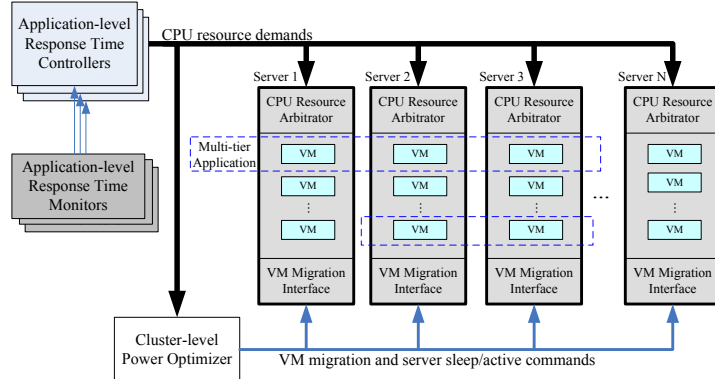 Application-level
Response Time
Controllers
CPU resource demands
Server 1
Server 2
Server 3
Server N
CPU Resource
Arbitrator
CPU Resource
Arbitrator
CPU Resource
Arbitrator
CPU Resource
Arbitrator
Multi-tier
Application
VM
VM
VM
VM
Application-level
Response Time
Monitors
VM
VM
VM
VM
...
...
...
...
...
VM
VM
VM
VM
VM Migration
Interface
VM Migration
Interface
VM Migration
Interface
VM Migration
Interface
Cluster-level
Power Optimizer
VM migration and server sleep/active commands